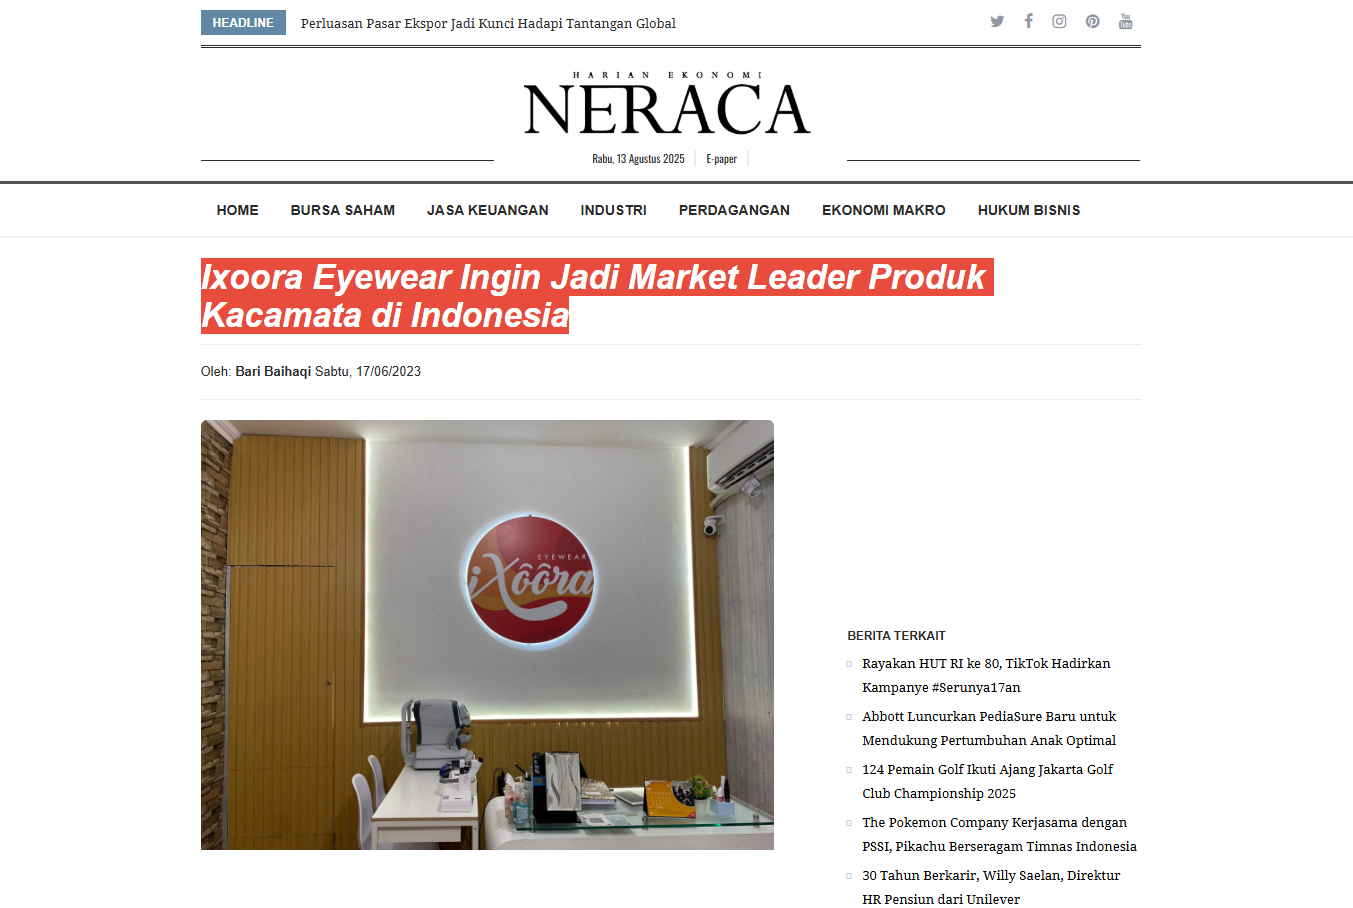 HEADLINE Perluasan Pasar Ekspor Jadi Kunci Hadapi Tantangan Global
You
Tube
HARIAN EKONOMI
NERACA
Rabu, 13 Agustus 2025 E-paper
HOME BURSA SAHAM JASA KEUANGAN INDUSTRI PERDAGANGAN EKONOMI MAKRO HUKUM BISNIS
Ixoora Eyewear Ingin Jadi Market Leader Produk
Kacamata di Indonesia
Oleh: Bari Baihaqi Sabtu, 17/06/2023
EYEWEAR
iXôôra
BERITA TERKAIT
Rayakan HUT RI ke 80, TikTok Hadirkan
Kampanye #Serunya17an
Abbott Luncurkan PediaSure Baru untuk
Mendukung Pertumbuhan Anak Optimal
124 Pemain Golf Ikuti Ajang Jakarta Golf
Club Championship 2025
The Pokemon Company Kerjasama dengan
PSSI, Pikachu Berseragam Timnas Indonesia
30 Tahun Berkarir, Willy Saelan, Direktur
HR Pensiun dari Unilever